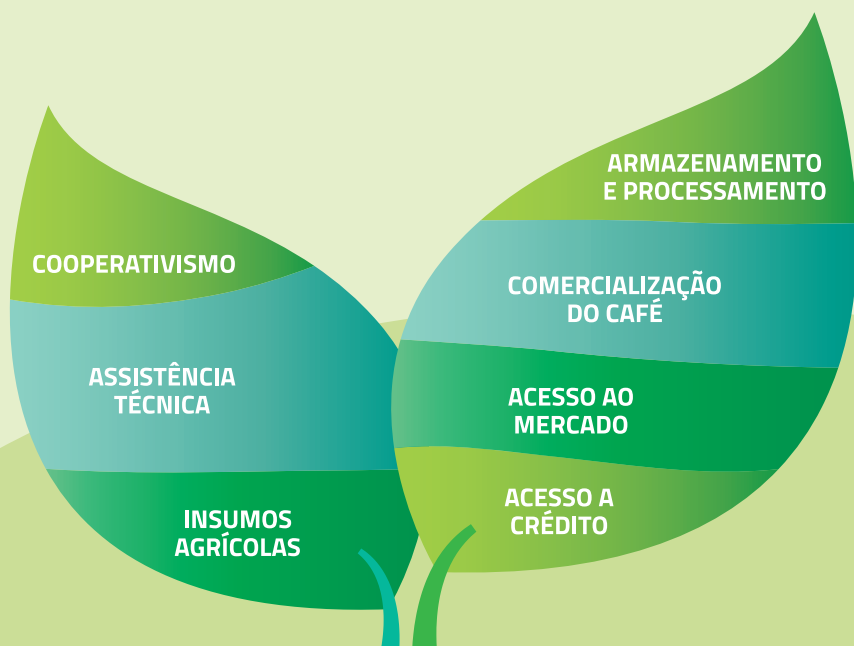 COOPERATIVISMO
ASSISTÊNCIA
TÉCNICA
INSUMOS
AGRÍCOLAS
ARMAZENAMENTO
E PROCESSAMENTO
COMERCIALIZAÇÃO
DO CAFÉ
ACESSO AO
MERCADO
ACESSO A
CRÉDITO